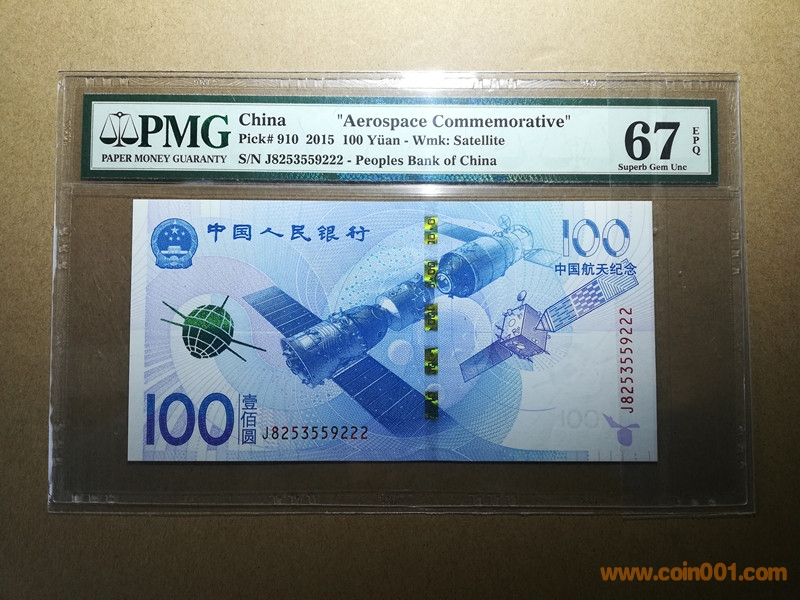 PMG
PAPER MONEY GUARANTY
China "Aerospace Commemorative"
Pick# 910 2015 100 Yüan - Wmk: Satellite
S/N J8253559222 - Peoples Bank of China
67 EPQ
Superb Gem Unc
中国人民银行
100
中国航天纪念
J8253559222
100
壹佰圆
J8253559222
100
www.coin001.com